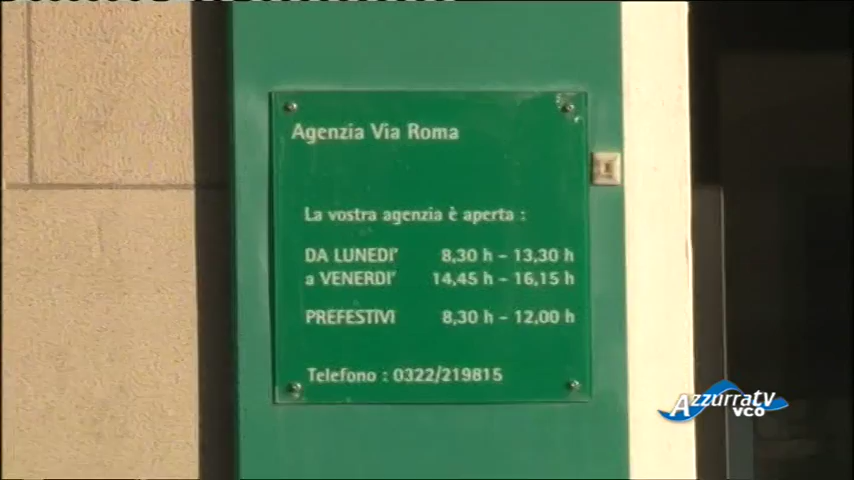 Agenzia Via Roma
La vostra agenzia è aperta :
DA LUNEDI' 8,30 h - 13,30 h
a VENERDI' 14,45 h - 16,15 h
PREFESTIVI 8,30 h - 12,00 h
Telefono : 0322/219815
Azzurratv
VCO